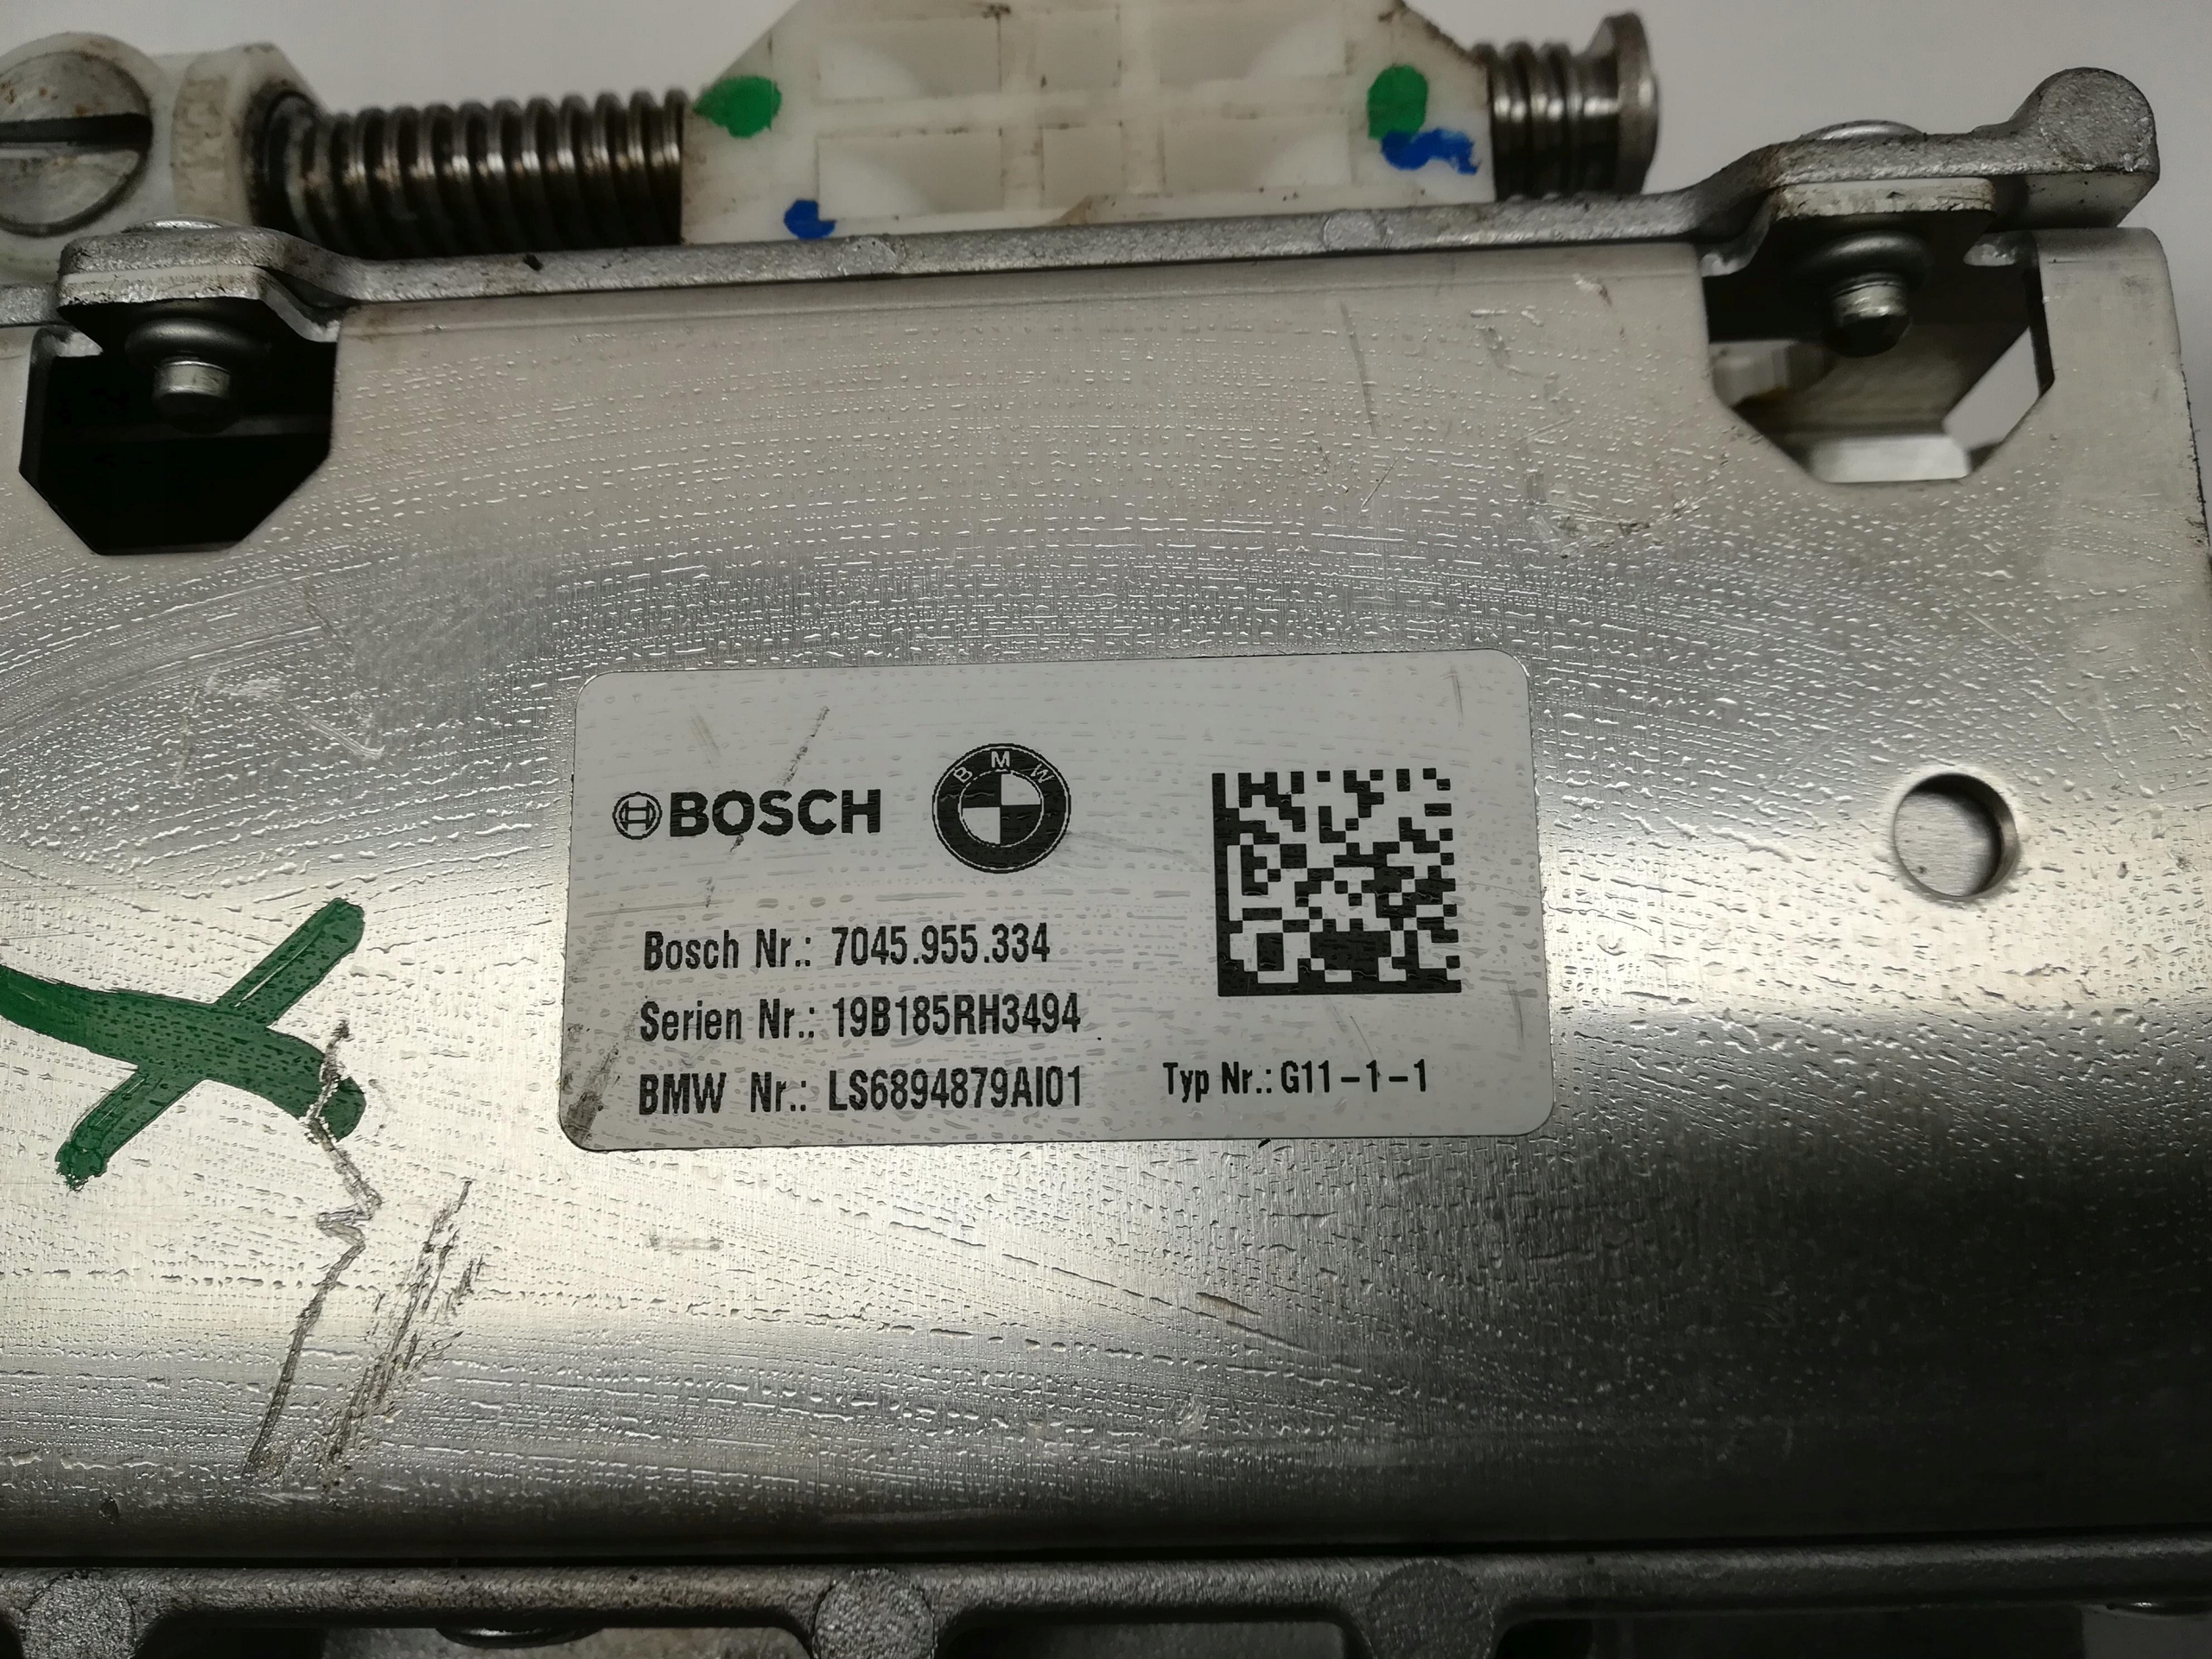 BOSCH
BMW
Bosch Nr.: 7045.955.334
Serien Nr.: 19B185RH3494
BMW Nr.: LS6894879AI01
Typ Nr.: G11-1-1